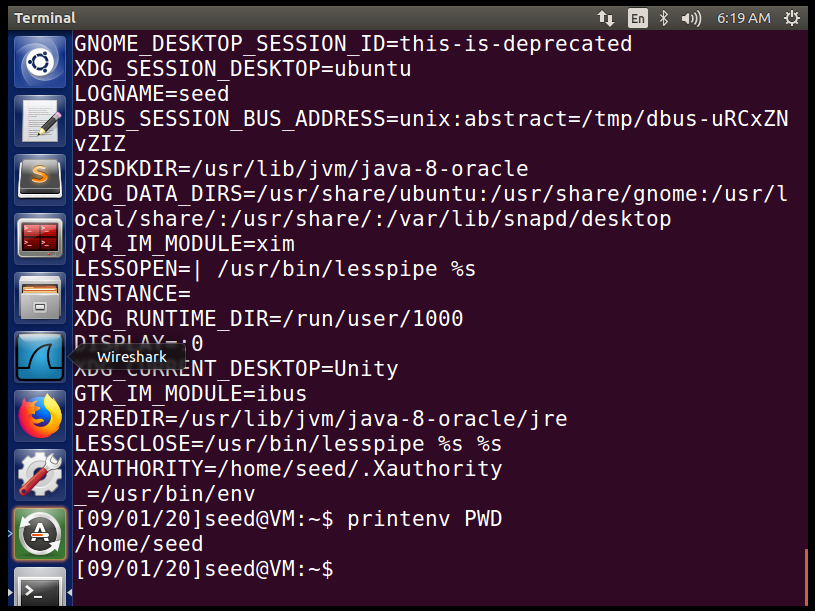 Terminal
En
6:19 AM
GNOME_DESKTOP_SESSION_ID=this-is-deprecated
XDG_SESSION_DESKTOP=ubuntu
LOGNAME=seed
DBUS_SESSION_BUS_ADDRESS=unix:abstract=/tmp/dbus-uRCxZN
vZIZ
J2SDKDIR=/usr/lib/jvm/java-8-oracle
XDG_DATA_DIRS=/usr/share/ubuntu:/usr/share/gnome:/usr/l
ocal/share/:/usr/share/:/var/lib/snapd/desktop
QT4_IM_MODULE=xim
LESSOPEN=| /usr/bin/lesspipe %s
INSTANCE=
XDG_RUNTIME_DIR=/run/user/1000
DISPLAY=:0
Wireshark
XDG_CURRENT_DESKTOP=Unity
GTK_IM_MODULE=ibus
J2REDIR=/usr/lib/jvm/java-8-oracle/jre
LESSCLOSE=/usr/bin/lesspipe %s %s
XAUTHORITY=/home/seed/.Xauthority
_=/usr/bin/env
[09/01/20]seed@VM:~$ printenv PWD
/home/seed
[09/01/20]seed@VM:~$